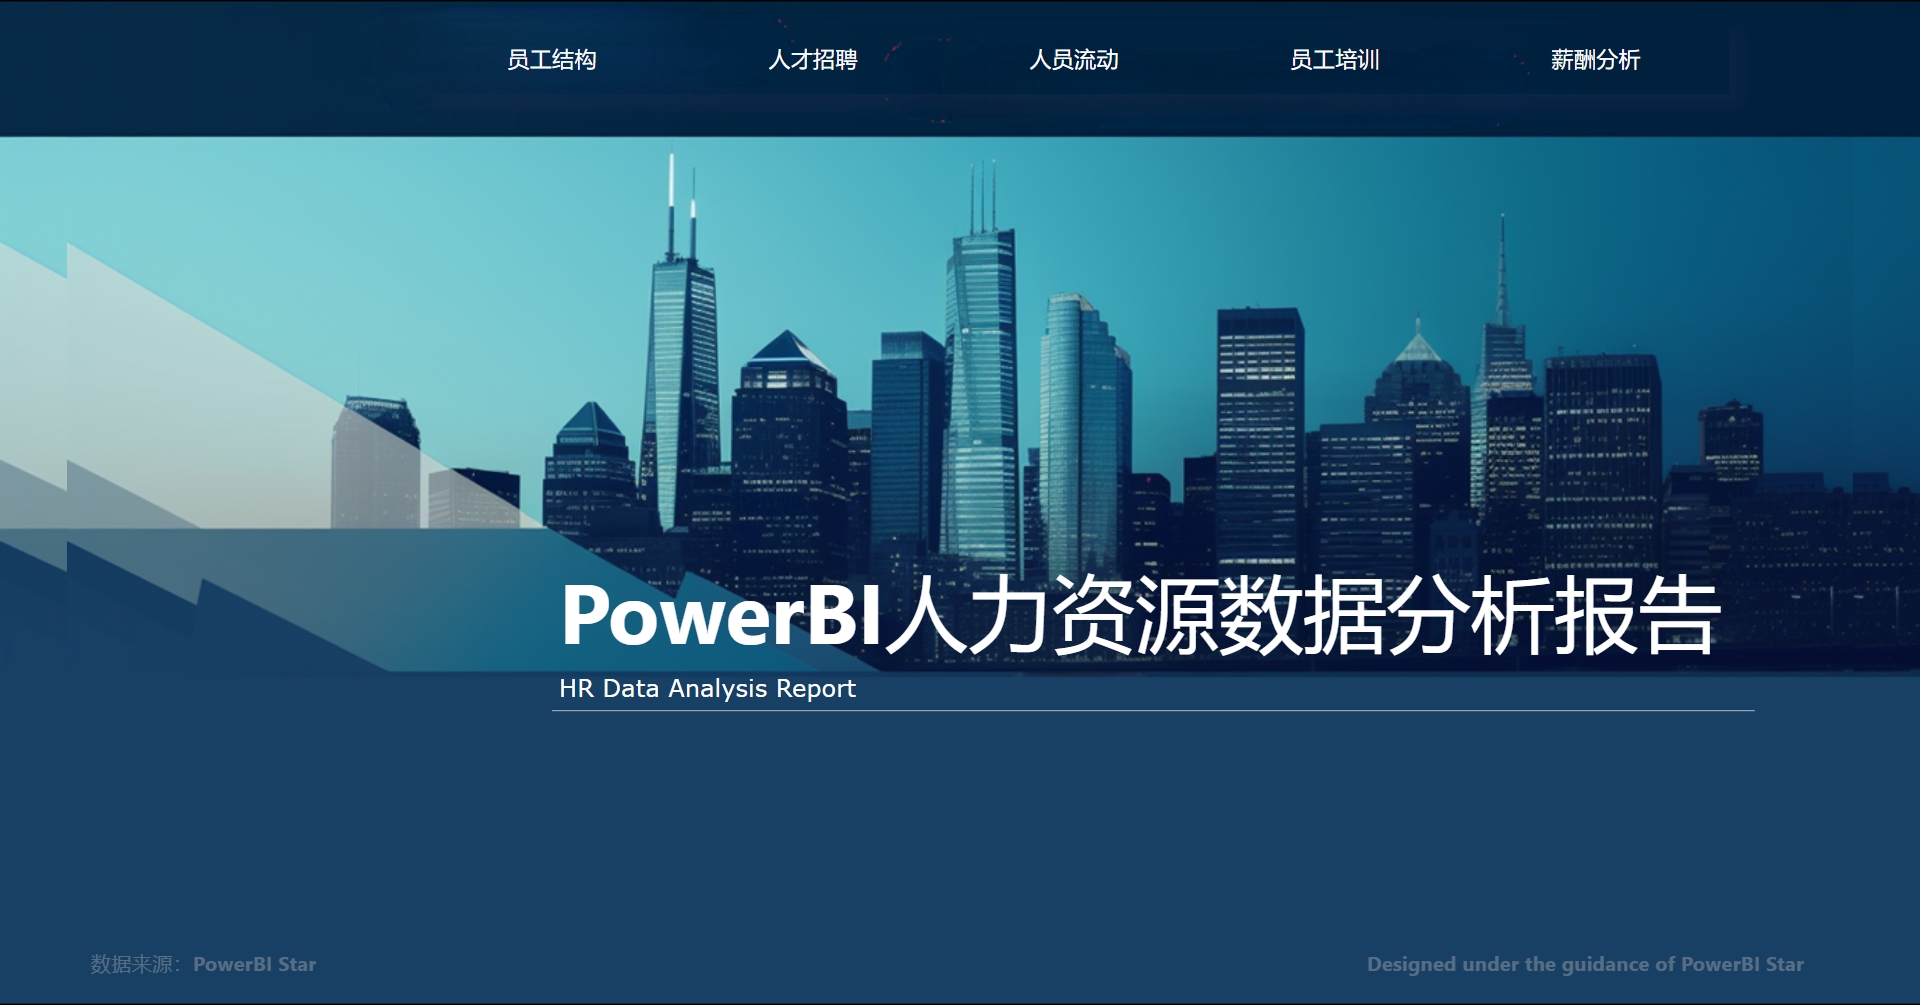 员工结构 人才招聘 人员流动 员工培训 薪酬分析
PowerBI人力资源数据分析报告
HR Data Analysis Report
数据来源：PowerBI Star
Designed under the guidance of PowerBI Star